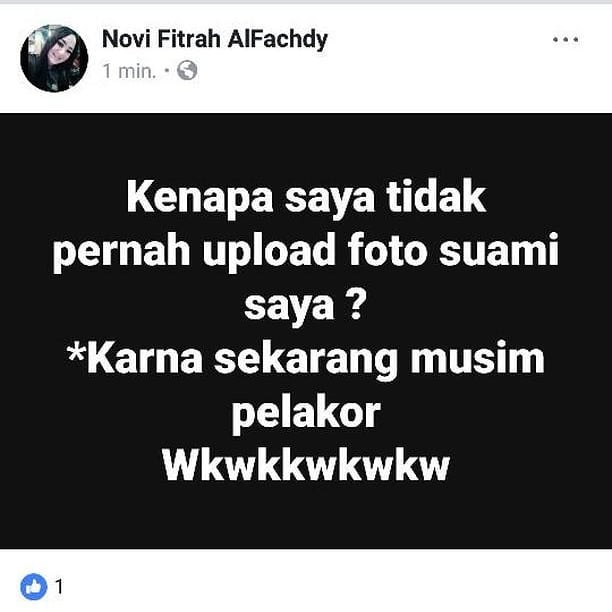 Novi Fitrah AlFachdy
1 min. ·
Kenapa saya tidak
pernah upload foto suami
saya ?
*Karna sekarang musim
pelakor
Wkwkkwkwkw
1